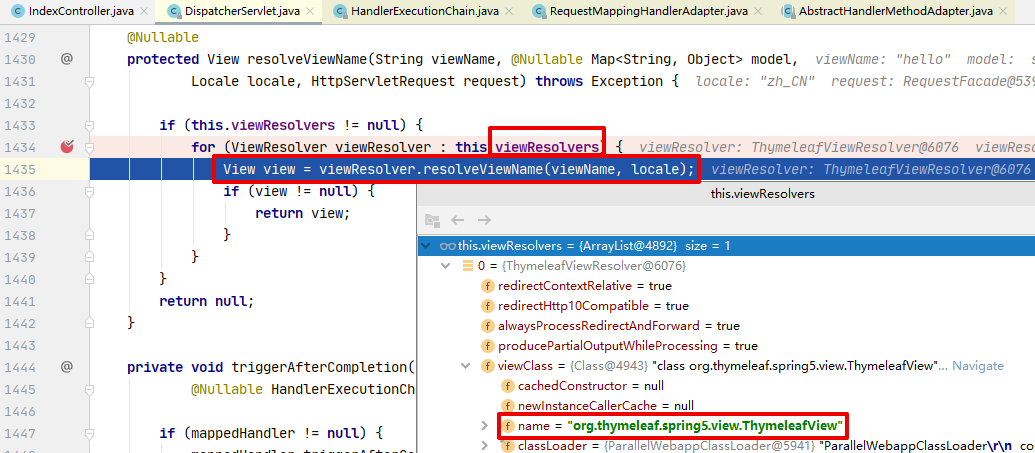 IndexController.java × DispatcherServlet.java × HandlerExecutionChain.java × RequestMappingHandlerAdapter.java × AbstractHandlerMethodAdapter.java ×
1429 @Nullable
1430 @ protected View resolveViewName(String viewName, @Nullable Map<String, Object> model, viewName: "hello" model: s
1431 Locale locale, HttpServletRequest request) throws Exception { locale: "zh_CN" request: RequestFacade@539
1432
1433 if (this.viewResolvers != null) {
1434 for (ViewResolver viewResolver : this.viewResolvers) { viewResolver: ThymeleafViewResolver@6076 viewReso
1435 View view = viewResolver.resolveViewName(viewName, locale); viewResolver: ThymeleafViewResolver@6076
1436 if (view != null) {
1437 return view;
1438 }
1439 }
1440 }
1441 return null;
1442 }
1443
1444 @ private void triggerAfterCompletion(
1445 @Nullable HandlerExecutionCha
1446
1447 if (mappedHandler != null) {
1448 mappedHandler.triggerAfterCo
this.viewResolvers
this.viewResolvers = {ArrayList@4892} size = 1
0 = {ThymeleafViewResolver@6076}
f redirectContextRelative = true
f redirectHttp10Compatible = true
f alwaysProcessRedirectAndForward = true
f producePartialOutputWhileProcessing = true
f viewClass = {Class@4943} "class org.thymeleaf.spring5.view.ThymeleafView"... Navigate
f cachedConstructor = null
f newInstanceCallerCache = null
f name = "org.thymeleaf.spring5.view.ThymeleafView"
f classLoader = {ParallelWebappClassLoader@5941} "ParallelWebappClassLoader\r\n co